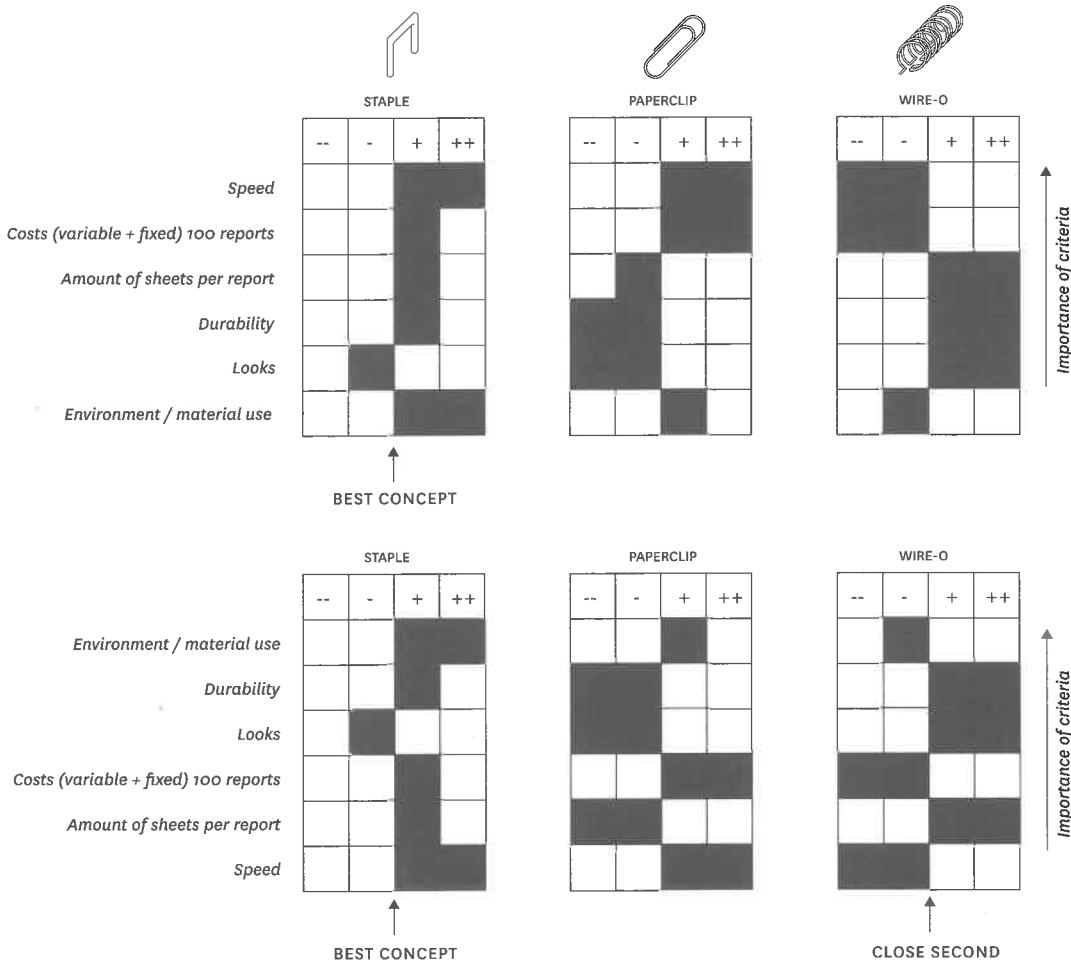 STAPLE PAPERCLIP WIRE-O
-- - + ++ -- - + ++ -- - + ++
Speed
Costs (variable + fixed) 100 reports
Amount of sheets per report
Durability
Looks
Environment / material use
Importance of criteria
BEST CONCEPT
STAPLE PAPERCLIP WIRE-O
-- - + ++ -- - + ++ -- - + ++
Environment / material use
Durability
Looks
Costs (variable + fixed) 100 reports
Amount of sheets per report
Speed
Importance of criteria
BEST CONCEPT CLOSE SECOND